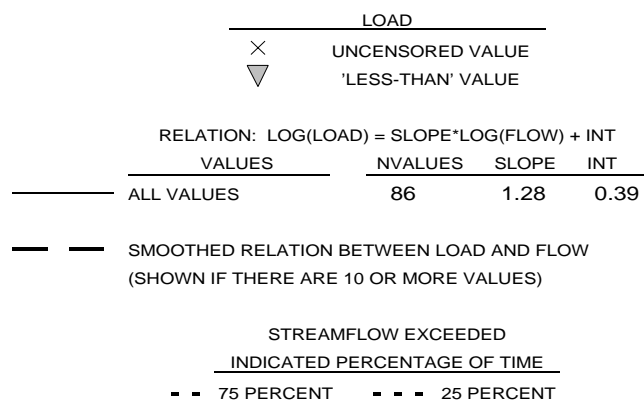 LOAD
UNCENSORED VALUE
'LESS-THAN' VALUE
RELATION: LOG(LOAD) = SLOPE*LOG(FLOW) + INT
VALUES NVALUES SLOPE INT
ALL VALUES 86 1.28 0.39
SMOOTHED RELATION BETWEEN LOAD AND FLOW
(SHOWN IF THERE ARE 10 OR MORE VALUES)
STREAMFLOW EXCEEDED
INDICATED PERCENTAGE OF TIME
75 PERCENT 25 PERCENT